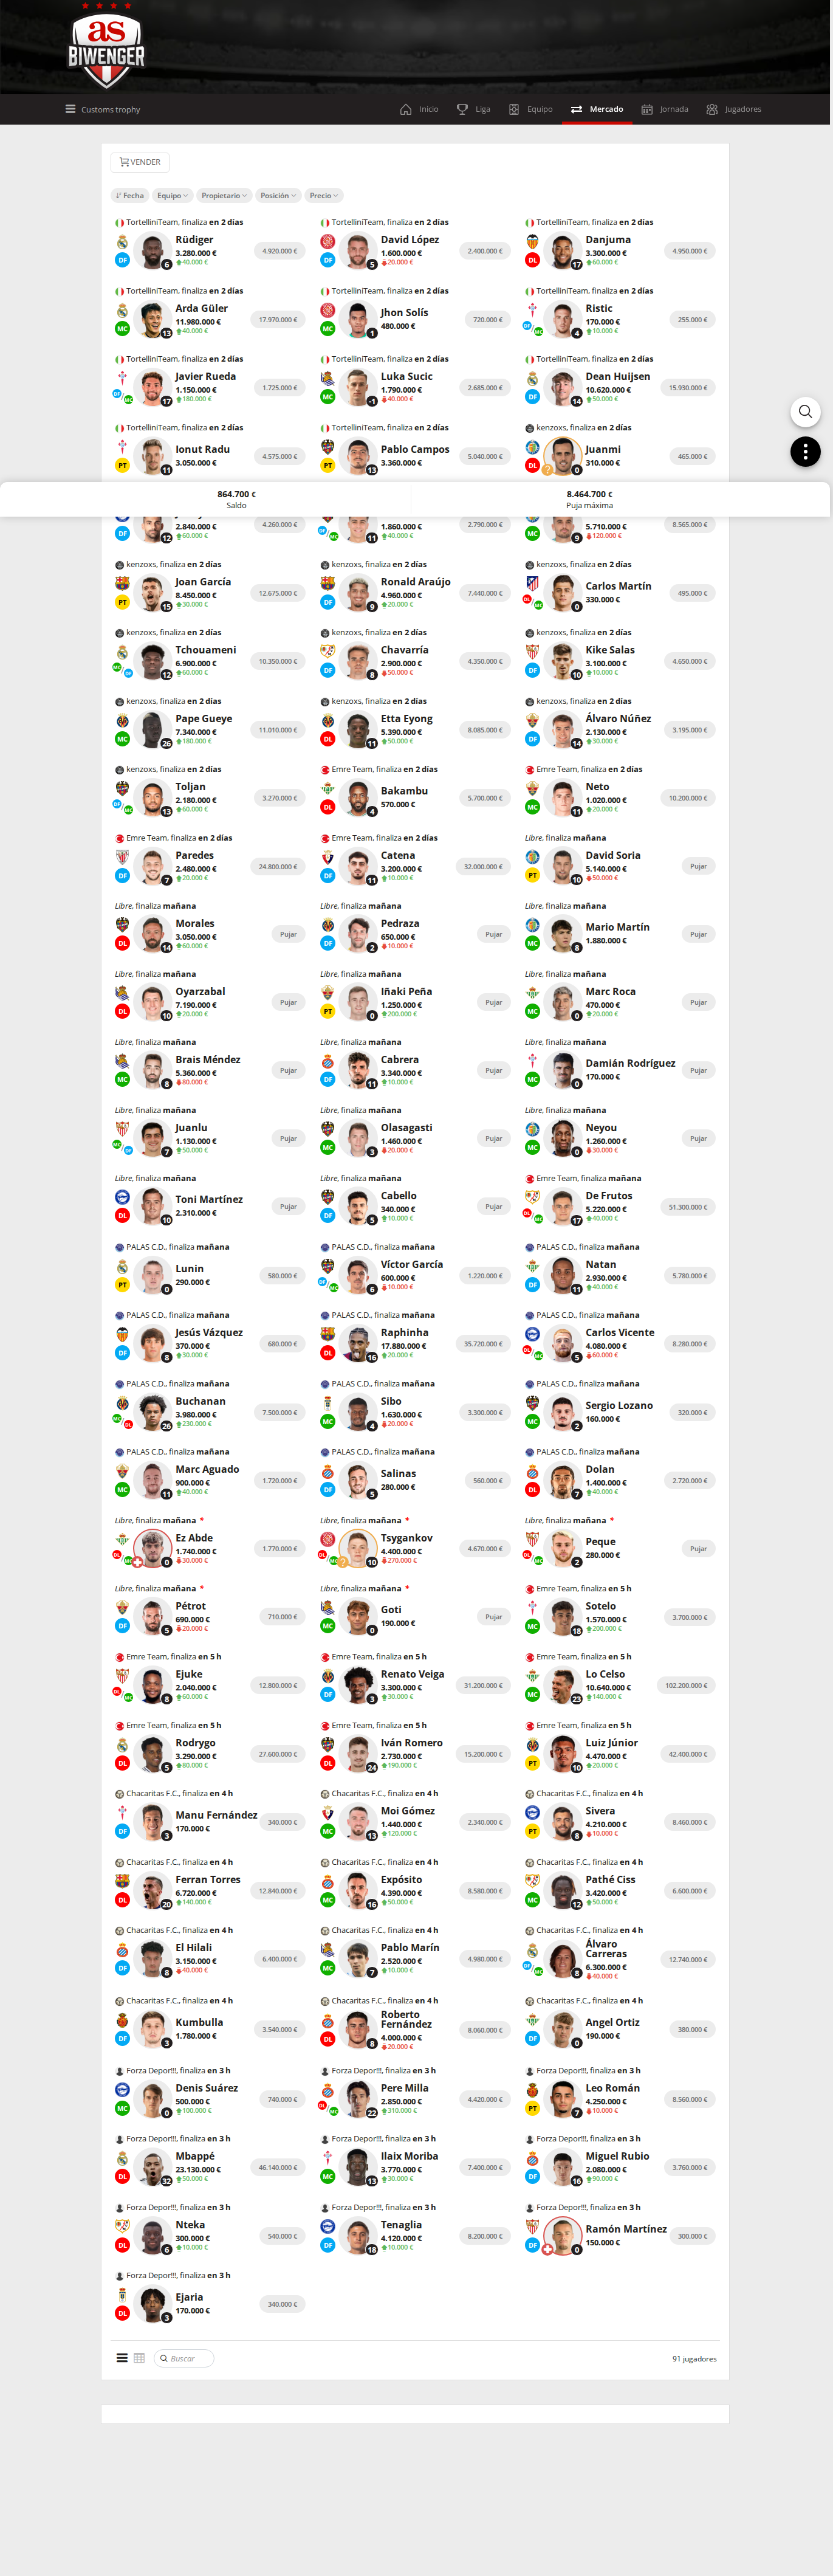 as
BIWENGER
Customs trophy
Inicio
Liga
Equipo
Mercado
Jornada
Jugadores
VENDER
Fecha
Equipo
Propietario
Posición
Precio
TortelliniTeam, finaliza en 2 días
DF
6
Rüdiger
3.280.000 €
40.000 €
4.920.000 €
TortelliniTeam, finaliza en 2 días
DF
5
David López
1.600.000 €
20.000 €
2.400.000 €
TortelliniTeam, finaliza en 2 días
DL
17
Danjuma
3.300.000 €
60.000 €
4.950.000 €
TortelliniTeam, finaliza en 2 días
MC
13
Arda Güler
11.980.000 €
40.000 €
17.970.000 €
TortelliniTeam, finaliza en 2 días
MC
1
Jhon Solís
480.000 €
720.000 €
TortelliniTeam, finaliza en 2 días
DF
MC
4
Ristic
170.000 €
10.000 €
255.000 €
TortelliniTeam, finaliza en 2 días
DF
MC
17
Javier Rueda
1.150.000 €
180.000 €
1.725.000 €
TortelliniTeam, finaliza en 2 días
MC
-1
Luka Sucic
1.790.000 €
40.000 €
2.685.000 €
TortelliniTeam, finaliza en 2 días
DF
14
Dean Huijsen
10.620.000 €
50.000 €
15.930.000 €
TortelliniTeam, finaliza en 2 días
PT
11
Ionut Radu
3.050.000 €
4.575.000 €
TortelliniTeam, finaliza en 2 días
PT
13
Pablo Campos
3.360.000 €
5.040.000 €
kenzoxs, finaliza en 2 días
DL
0
Juanmi
310.000 €
465.000 €
864.700 €
Saldo
8.464.700 €
Puja máxima
DF
12
2.840.000 €
60.000 €
4.260.000 €
DF
MC
11
1.860.000 €
40.000 €
2.790.000 €
MC
9
5.710.000 €
120.000 €
8.565.000 €
kenzoxs, finaliza en 2 días
PT
15
Joan García
8.450.000 €
30.000 €
12.675.000 €
kenzoxs, finaliza en 2 días
DF
9
Ronald Araújo
4.960.000 €
20.000 €
7.440.000 €
kenzoxs, finaliza en 2 días
DL
MC
0
Carlos Martín
330.000 €
495.000 €
kenzoxs, finaliza en 2 días
MC
DF
12
Tchouameni
6.900.000 €
60.000 €
10.350.000 €
kenzoxs, finaliza en 2 días
DF
8
Chavarría
2.900.000 €
50.000 €
4.350.000 €
kenzoxs, finaliza en 2 días
DF
10
Kike Salas
3.100.000 €
10.000 €
4.650.000 €
kenzoxs, finaliza en 2 días
MC
26
Pape Gueye
7.340.000 €
180.000 €
11.010.000 €
kenzoxs, finaliza en 2 días
DL
11
Etta Eyong
5.390.000 €
50.000 €
8.085.000 €
kenzoxs, finaliza en 2 días
DF
14
Álvaro Núñez
2.130.000 €
30.000 €
3.195.000 €
kenzoxs, finaliza en 2 días
DF
MC
13
Toljan
2.180.000 €
60.000 €
3.270.000 €
Emre Team, finaliza en 2 días
DL
4
Bakambu
570.000 €
5.700.000 €
Emre Team, finaliza en 2 días
MC
11
Neto
1.020.000 €
20.000 €
10.200.000 €
Emre Team, finaliza en 2 días
DF
7
Paredes
2.480.000 €
20.000 €
24.800.000 €
Emre Team, finaliza en 2 días
DF
11
Catena
3.200.000 €
10.000 €
32.000.000 €
Libre, finaliza mañana
PT
10
David Soria
5.140.000 €
50.000 €
Pujar
Libre, finaliza mañana
DL
14
Morales
3.050.000 €
60.000 €
Pujar
Libre, finaliza mañana
DF
2
Pedraza
650.000 €
10.000 €
Pujar
Libre, finaliza mañana
MC
8
Mario Martín
1.880.000 €
Pujar
Libre, finaliza mañana
DL
10
Oyarzabal
7.190.000 €
20.000 €
Pujar
Libre, finaliza mañana
PT
0
Iñaki Peña
1.250.000 €
200.000 €
Pujar
Libre, finaliza mañana
MC
0
Marc Roca
470.000 €
20.000 €
Pujar
Libre, finaliza mañana
MC
8
Brais Méndez
5.360.000 €
80.000 €
Pujar
Libre, finaliza mañana
DF
11
Cabrera
3.340.000 €
10.000 €
Pujar
Libre, finaliza mañana
MC
0
Damián Rodríguez
170.000 €
Pujar
Libre, finaliza mañana
MC
DF
7
Juanlu
1.130.000 €
50.000 €
Pujar
Libre, finaliza mañana
MC
3
Olasagasti
1.460.000 €
20.000 €
Pujar
Libre, finaliza mañana
MC
0
Neyou
1.260.000 €
30.000 €
Pujar
Libre, finaliza mañana
DL
10
Toni Martínez
2.310.000 €
Pujar
Libre, finaliza mañana
DF
5
Cabello
340.000 €
10.000 €
Pujar
Emre Team, finaliza mañana
DL
MC
17
De Frutos
5.220.000 €
40.000 €
51.300.000 €
PALAS C.D., finaliza mañana
PT
0
Lunin
290.000 €
580.000 €
PALAS C.D., finaliza mañana
DF
MC
6
Víctor García
600.000 €
10.000 €
1.220.000 €
PALAS C.D., finaliza mañana
DF
11
Natan
2.930.000 €
40.000 €
5.780.000 €
PALAS C.D., finaliza mañana
DF
8
Jesús Vázquez
370.000 €
30.000 €
680.000 €
PALAS C.D., finaliza mañana
DL
16
Raphinha
17.880.000 €
20.000 €
35.720.000 €
PALAS C.D., finaliza mañana
DL
MC
5
Carlos Vicente
4.080.000 €
60.000 €
8.280.000 €
PALAS C.D., finaliza mañana
MC
DL
26
Buchanan
3.980.000 €
230.000 €
7.500.000 €
PALAS C.D., finaliza mañana
MC
4
Sibo
1.630.000 €
20.000 €
3.300.000 €
PALAS C.D., finaliza mañana
MC
2
Sergio Lozano
160.000 €
320.000 €
PALAS C.D., finaliza mañana
MC
11
Marc Aguado
900.000 €
40.000 €
1.720.000 €
PALAS C.D., finaliza mañana
DF
5
Salinas
280.000 €
560.000 €
PALAS C.D., finaliza mañana
DL
7
Dolan
1.400.000 €
40.000 €
2.720.000 €
Libre, finaliza mañana *
DL
MC
0
Ez Abde
1.740.000 €
30.000 €
1.770.000 €
Libre, finaliza mañana *
DL
MC
10
Tsygankov
4.400.000 €
270.000 €
4.670.000 €
Libre, finaliza mañana *
DL
MC
2
Peque
280.000 €
Pujar
Libre, finaliza mañana *
DF
5
Pétrot
690.000 €
20.000 €
710.000 €
Libre, finaliza mañana *
MC
0
Goti
190.000 €
Pujar
Emre Team, finaliza en 5 h
MC
18
Sotelo
1.570.000 €
200.000 €
3.700.000 €
Emre Team, finaliza en 5 h
DL
MC
8
Ejuke
2.040.000 €
60.000 €
12.800.000 €
Emre Team, finaliza en 5 h
DF
3
Renato Veiga
3.300.000 €
30.000 €
31.200.000 €
Emre Team, finaliza en 5 h
MC
23
Lo Celso
10.640.000 €
140.000 €
102.200.000 €
Emre Team, finaliza en 5 h
DL
5
Rodrygo
3.290.000 €
80.000 €
27.600.000 €
Emre Team, finaliza en 5 h
DL
24
Iván Romero
2.730.000 €
190.000 €
15.200.000 €
Emre Team, finaliza en 5 h
PT
10
Luiz Júnior
4.470.000 €
20.000 €
42.400.000 €
Chacaritas F.C., finaliza en 4 h
DF
3
Manu Fernández
170.000 €
340.000 €
Chacaritas F.C., finaliza en 4 h
MC
13
Moi Gómez
1.440.000 €
120.000 €
2.340.000 €
Chacaritas F.C., finaliza en 4 h
PT
8
Sivera
4.210.000 €
10.000 €
8.460.000 €
Chacaritas F.C., finaliza en 4 h
DL
20
Ferran Torres
6.720.000 €
140.000 €
12.840.000 €
Chacaritas F.C., finaliza en 4 h
MC
16
Expósito
4.390.000 €
50.000 €
8.580.000 €
Chacaritas F.C., finaliza en 4 h
MC
12
Pathé Ciss
3.420.000 €
50.000 €
6.600.000 €
Chacaritas F.C., finaliza en 4 h
DF
8
El Hilali
3.150.000 €
40.000 €
6.400.000 €
Chacaritas F.C., finaliza en 4 h
MC
7
Pablo Marín
2.520.000 €
10.000 €
4.980.000 €
Chacaritas F.C., finaliza en 4 h
DF
MC
8
Álvaro
Carreras
6.300.000 €
40.000 €
12.740.000 €
Chacaritas F.C., finaliza en 4 h
DF
3
Kumbulla
1.780.000 €
3.540.000 €
Chacaritas F.C., finaliza en 4 h
DL
8
Roberto
Fernández
4.000.000 €
20.000 €
8.060.000 €
Chacaritas F.C., finaliza en 4 h
DF
0
Angel Ortiz
190.000 €
380.000 €
Forza Depor!!!, finaliza en 3 h
MC
0
Denis Suárez
500.000 €
100.000 €
740.000 €
Forza Depor!!!, finaliza en 3 h
DL
MC
22
Pere Milla
2.850.000 €
310.000 €
4.420.000 €
Forza Depor!!!, finaliza en 3 h
PT
7
Leo Román
4.250.000 €
10.000 €
8.560.000 €
Forza Depor!!!, finaliza en 3 h
DL
32
Mbappé
23.130.000 €
50.000 €
46.140.000 €
Forza Depor!!!, finaliza en 3 h
MC
13
Ilaix Moriba
3.770.000 €
30.000 €
7.400.000 €
Forza Depor!!!, finaliza en 3 h
DF
16
Miguel Rubio
2.080.000 €
90.000 €
3.760.000 €
Forza Depor!!!, finaliza en 3 h
DL
6
Nteka
300.000 €
10.000 €
540.000 €
Forza Depor!!!, finaliza en 3 h
DF
18
Tenaglia
4.120.000 €
10.000 €
8.200.000 €
Forza Depor!!!, finaliza en 3 h
DF
0
Ramón Martínez
150.000 €
300.000 €
Forza Depor!!!, finaliza en 3 h
DL
3
Ejaria
170.000 €
340.000 €
Buscar
91 jugadores